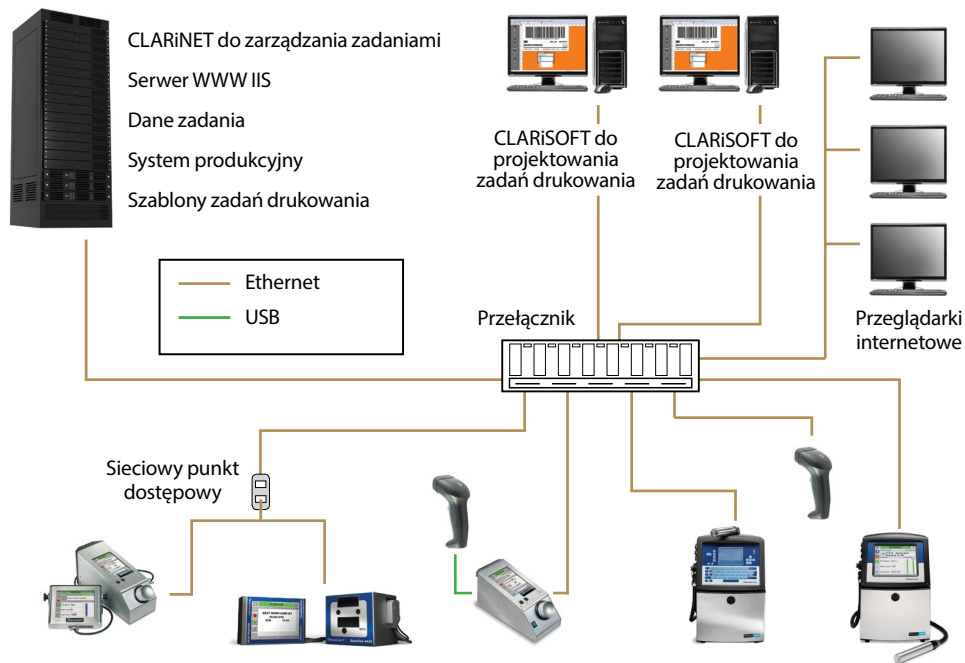 CLARiNET do zarządzania zadaniami
Serwer WWW IIS
Dane zadania
System produkcyjny
Szablony zadań drukowania
CLARiSOFT do
projektowania
zadań drukowania
CLARiSOFT do
projektowania
zadań drukowania
Ethernet
USB
Przełącznik
Przeglądarki
internetowe
Sieciowy punkt
dostępowy